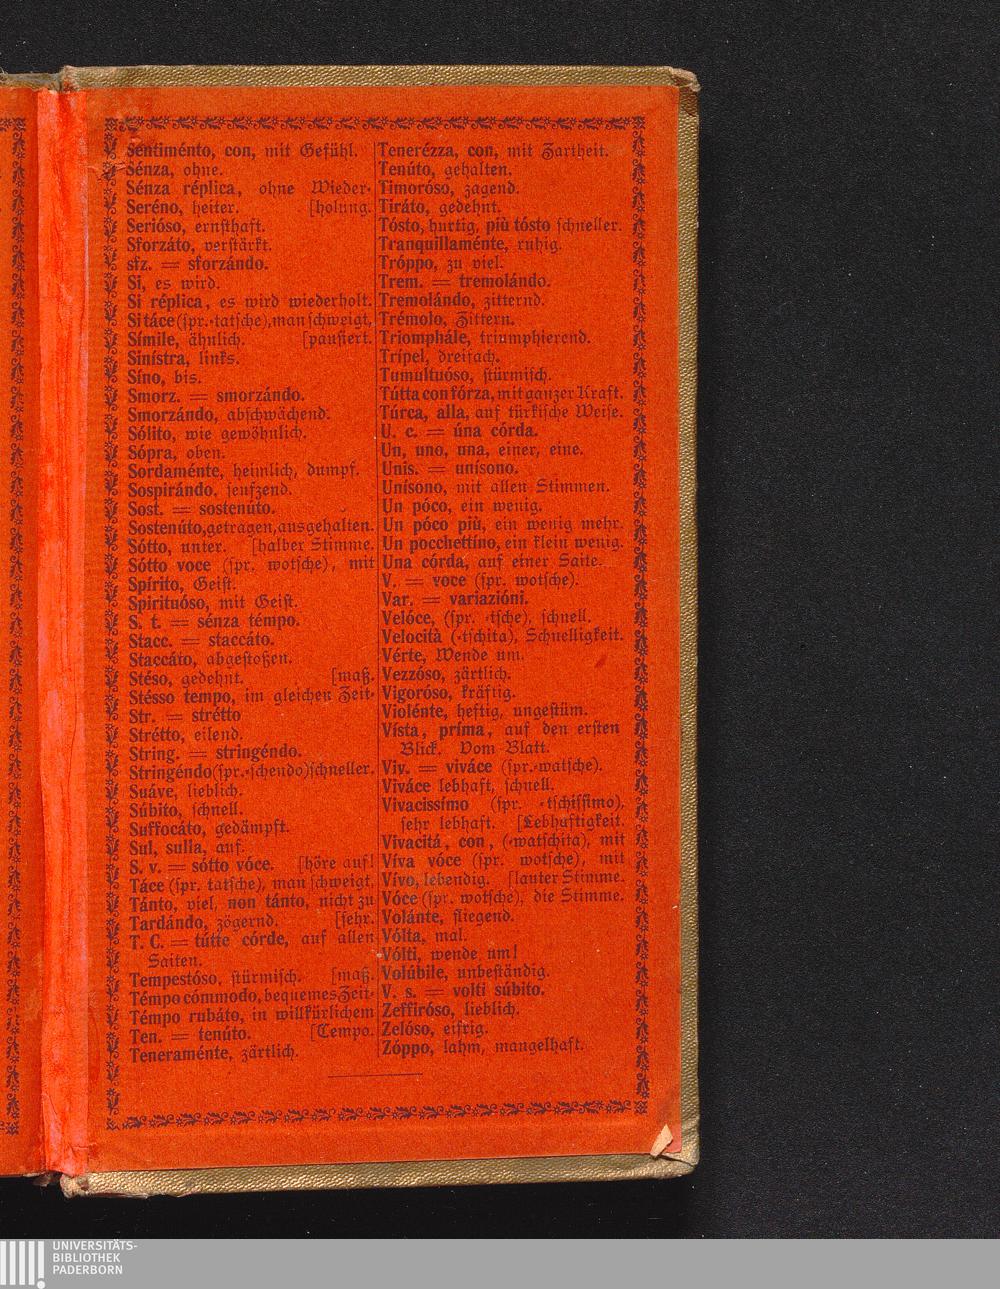 Sentiménto, con, mit Gefühl.
Sénza, ohne.
Sénza réplica, ohne Wieder-
Seréno, heiter. [holung.
Serióso, ernsthaft.
Sforzáto, verstärkt.
sfz. = sforzándo.
Si, es wird.
Si réplica, es wird wiederholt.
Si táce (spr. -tatsche), man schweigt,
Símile, ähnlich. [pausiert.
Sinístra, links.
Síno, bis.
Smorz. = smorzándo.
Smorzándo, abschwächend.
Sólito, wie gewöhnlich.
Sópra, oben.
Sordaménte, heimlich, dumpf.
Sospirándo, seufzend.
Sost. = sostenúto.
Sostenúto, getragen, ausgehalten.
Sótto, unter. [halber Stimme.
Sótto voce (spr. wotsche), mit
Spírito, Geist.
Spirituóso, mit Geist.
S. t. = sénza témpo.
Stacc. = staccáto.
Staccáto, abgestoßen.
Stéso, gedehnt. [maß.
Stésso tempo, im gleichen Zeit-
Str. = strétto
Strétto, eilend.
String. = stringéndo.
Stringéndo (spr. -schendo) schneller.
Suáve, lieblich.
Súbito, schnell.
Suffocáto, gedämpft.
Sul, sulla, auf.
S. v. = sótto vóce. [höre auf!
Táce (spr. tatsche), man schweigt,
Tánto, viel, non tánto, nicht zu
Tardándo, zögernd. [sehr.
T. C. = tútte córde, auf allen
Saiten.
Tempestóso, stürmisch. [maß.
Témpo cómmodo, bequemes Zeit-
Témpo rubáto, in willkürlichem
Ten. = tenúto. [Tempo.
Teneraménte, zärtlich.
Tenerézza, con, mit Zartheit.
Tenúto, gehalten.
Timoróso, zagend.
Tiráto, gedehnt.
Tósto, hurtig, più tósto schneller.
Tranquillaménte, ruhig.
Tróppo, zu viel.
Trem. = tremolándo.
Tremolándo, zitternd.
Trémolo, Zittern.
Triomphále, triumphierend.
Trípel, dreifach.
Tumultuóso, stürmisch.
Tútta con fórza, mit ganzer Kraft.
Túrca, alla, auf türkische Weise.
U. c. = úna córda.
Un, uno, una, einer, eine.
Unis. = unísono.
Unísono, mit allen Stimmen.
Un póco, ein wenig.
Un póco più, ein wenig mehr.
Un pocchettíno, ein klein wenig.
Una córda, auf einer Saite.
V. = voce (spr. wotsche).
Var. = variazióni.
Velóce, (spr. -tsche), schnell.
Velocità (-tschita), Schnelligkeit.
Vérte, Wende um.
Vezzóso, zärtlich.
Vigoróso, kräftig.
Violénte, heftig, ungestüm.
Vísta, príma, auf den ersten
Blick. Vom Blatt.
Viv. = viváce (spr. -watsche).
Viváce lebhaft, schnell.
Vivacissímo (spr. -tschissimo),
sehr lebhaft. [Lebhaftigkeit.
Vivacitá, con, (-watschita), mit
Víva vóce (spr. wotsche), mit
Vívo, lebendig. [lauter Stimme.
Vóce (spr. wotsche), die Stimme.
Volánte, fliegend.
Vólta, mal.
Vólti, wende um!
Volúbile, unbeständig.
V. s. = volti súbito.
Zeffiróso, lieblich.
Zelóso, eifrig.
Zóppo, lahm, mangelhaft.
UNIVERSITÄTS-
BIBLIOTHEK
PADERBORN